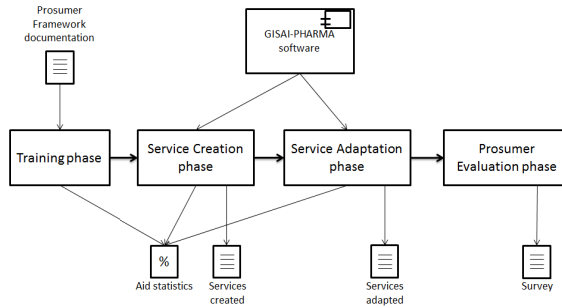 Prosumer
Framework
documentation
GISAI-PHARMA
software
Training phase
Service Creation
phase
Service Adaptation
phase
Prosumer
Evaluation phase
%
Aid statistics
Services
created
Services
adapted
Survey